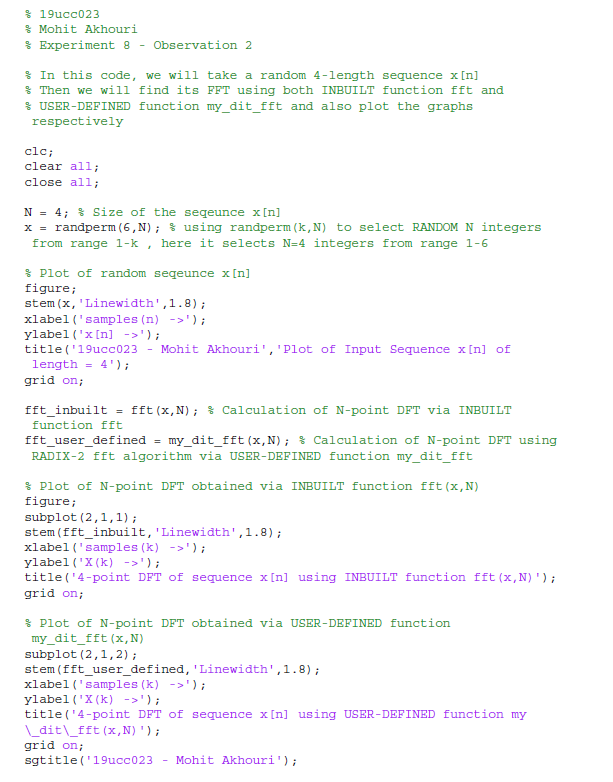 % 19ucc023
% Mohit Akhouri
% Experiment 8 - Observation 2
% In this code, we will take a random 4-length sequence x[n]
% Then we will find its FFT using both INBUILT function fft and
% USER-DEFINED function my_dit_fft and also plot the graphs
respectively
clc;
clear all;
close all;
N = 4; % Size of the seqeunce x[n]
x = randperm(6,N); % using randperm(k,N) to select RANDOM N integers
from range 1-k , here it selects N=4 integers from range 1-6
% Plot of random seqeunce x[n]
figure;
stem(x,'Linewidth',1.8);
xlabel('samples(n) ->');
ylabel('x[n] ->');
title('19ucc023 - Mohit Akhouri','Plot of Input Sequence x[n] of
length = 4');
grid on;
fft_inbuilt = fft(x,N); % Calculation of N-point DFT via INBUILT
function fft
fft_user_defined = my_dit_fft(x,N); % Calculation of N-point DFT using
RADIX-2 fft algorithm via USER-DEFINED function my_dit_fft
% Plot of N-point DFT obtained via INBUILT function fft(x,N)
figure;
subplot(2,1,1);
stem(fft_inbuilt,'Linewidth',1.8);
xlabel('samples(k) ->');
ylabel('X(k) ->');
title('4-point DFT of sequence x[n] using INBUILT function fft(x,N)');
grid on;
% Plot of N-point DFT obtained via USER-DEFINED function
my_dit_fft(x,N)
subplot(2,1,2);
stem(fft_user_defined,'Linewidth',1.8);
xlabel('samples(k) ->');
ylabel('X(k) ->');
title('4-point DFT of sequence x[n] using USER-DEFINED function my
\_dit\_fft(x,N)');
grid on;
sgtitle('19ucc023 - Mohit Akhouri');